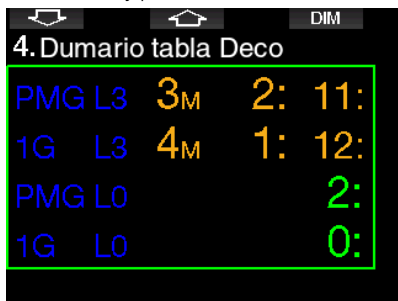 DIM
4. Dumario tabla Deco
PMG L3 3M 2: 11:
1G L3 4M 1: 12:
PMG L0 2:
1G L0 0: